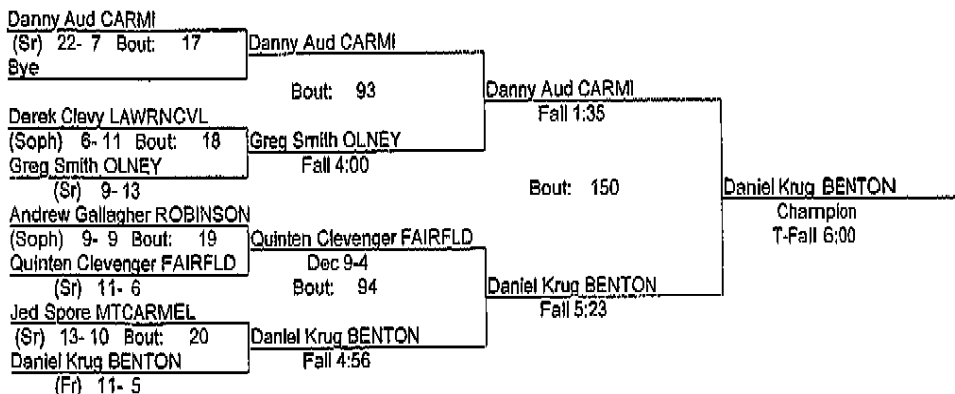 Danny Aud CARMI
(Sr) 22- 7 Bout: 17
Bye
Derek Clevy LAWRNCVL
(Soph) 6- 11 Bout: 18
Greg Smith OLNEY
(Sr) 9- 13
Andrew Gallagher ROBINSON
(Soph) 9- 9 Bout: 19
Quinten Clevenger FAIRFLD
(Sr) 11- 6
Jed Spore MTCARMEL
(Sr) 13- 10 Bout: 20
Daniel Krug BENTON
(Fr) 11- 5
Danny Aud CARMI
Bout: 93
Greg Smith OLNEY
Fall 4:00
Quinten Clevenger FAIRFLD
Dec 9-4
Bout: 94
Daniel Krug BENTON
Fall 4:56
Danny Aud CARMI
Fall 1:35
Bout: 150
Daniel Krug BENTON
Fall 5:23
Daniel Krug BENTON
Champion
T-Fall 6:00